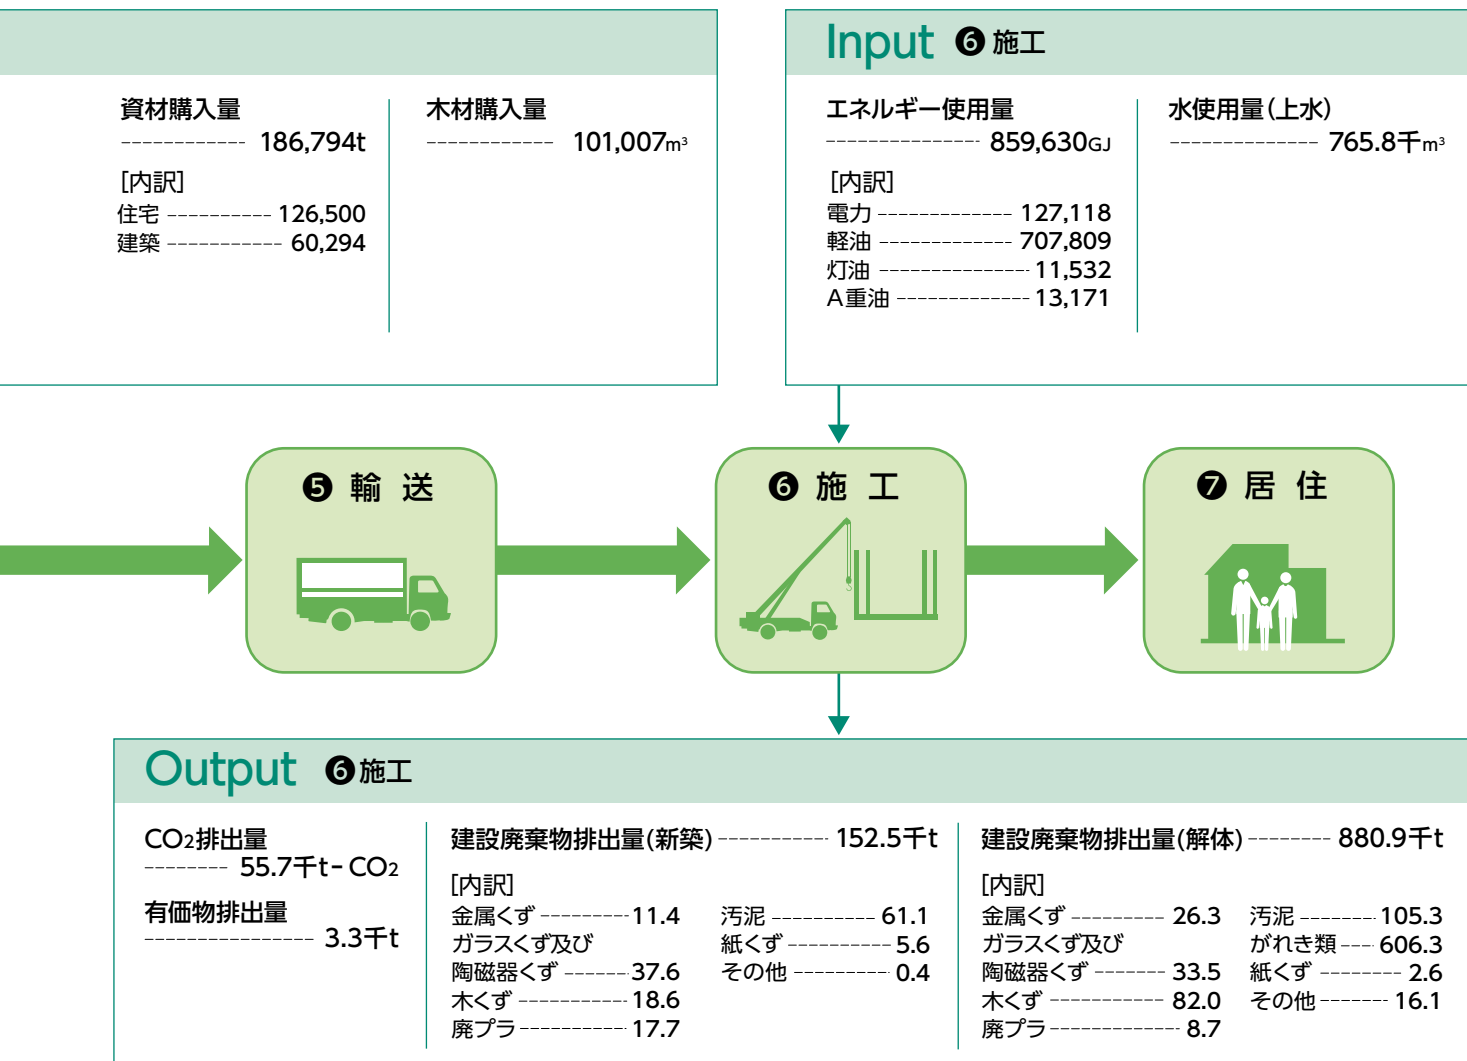 資材購入量
186,794t
[内訳]
住宅 126,500
建築 60,294
木材購入量
101,007m³
Input ❻ 施工
エネルギー使用量
859,630GJ
[内訳]
電力 127,118
軽油 707,809
灯油 11,532
A重油 13,171
水使用量(上水)
765.8千m³
❺ 輸 送
❻ 施 工
❼ 居 住
Output ❻施工
CO2排出量
55.7千t-CO2
有価物排出量
3.3千t
建設廃棄物排出量(新築) 152.5千t
[内訳]
金属くず 11.4
ガラスくず及び
陶磁器くず 37.6
木くず 18.6
廃プラ 17.7
汚泥 61.1
紙くず 5.6
その他 0.4
建設廃棄物排出量(解体) 880.9千t
[内訳]
金属くず 26.3
ガラスくず及び
陶磁器くず 33.5
木くず 82.0
廃プラ 8.7
汚泥 105.3
がれき類 606.3
紙くず 2.6
その他 16.1